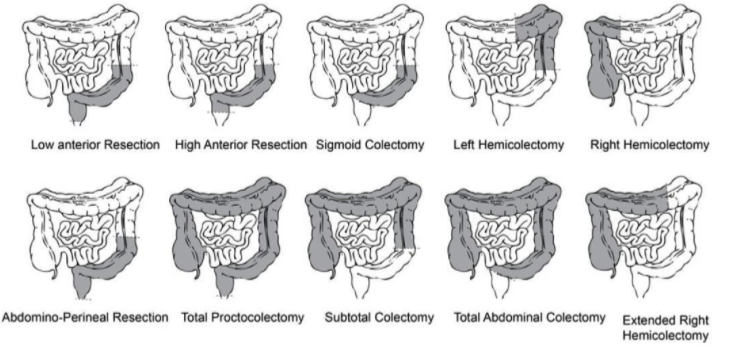 Low anterior Resection
High Anterior Resection
Sigmoid Colectomy
Left Hemicolectomy
Right Hemicolectomy
Abdomino-Perineal Resection
Total Proctocolectomy
Subtotal Colectomy
Total Abdominal Colectomy
Extended Right
Hemicolectomy